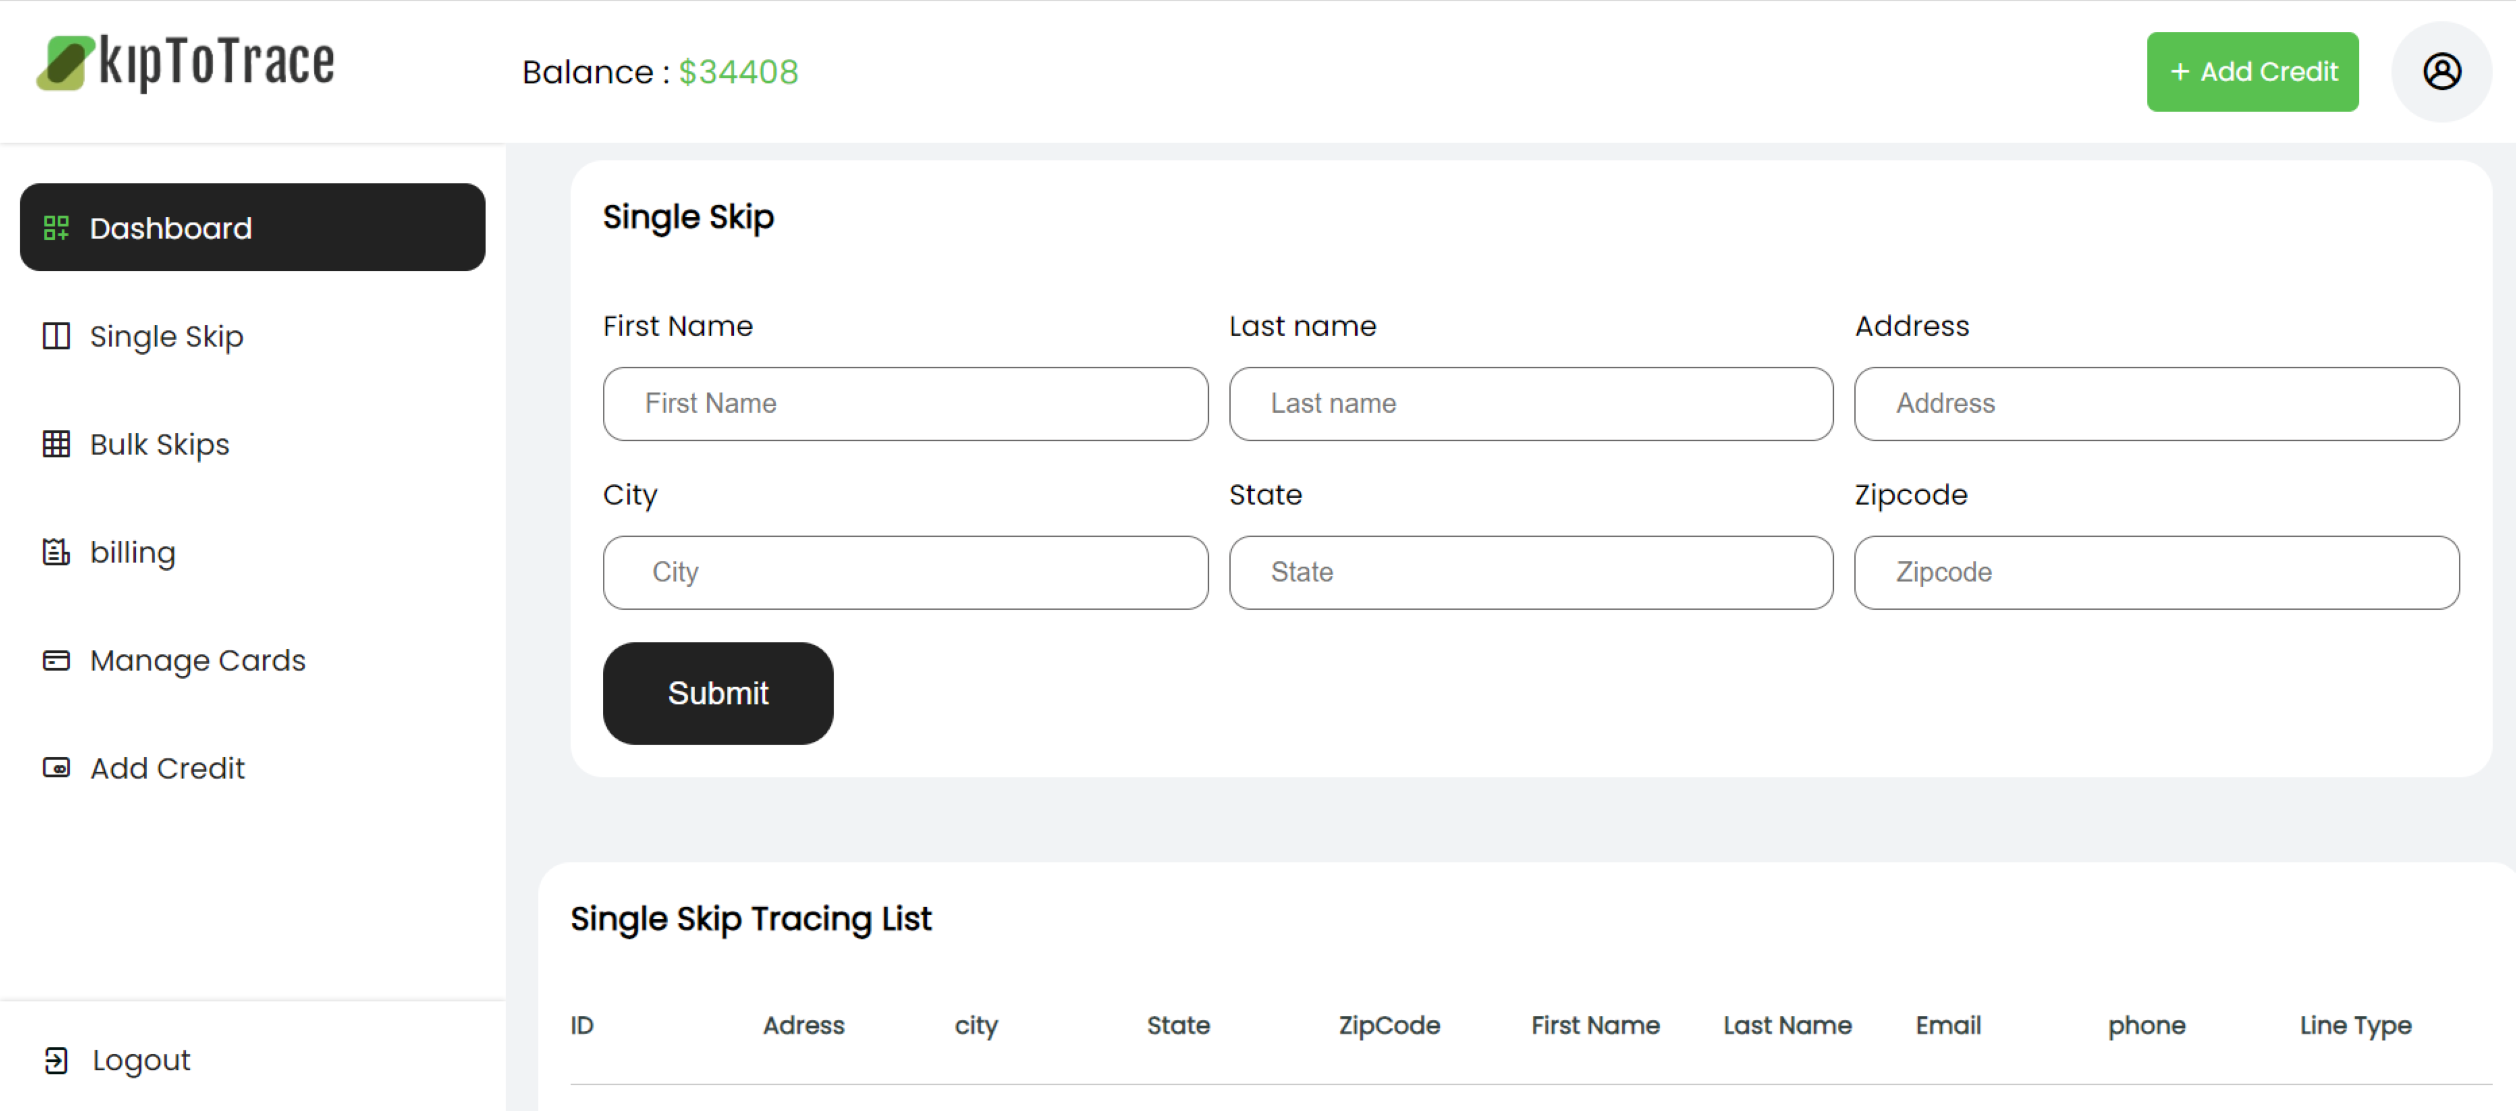 kipToTrace
Balance : $34408
+ Add Credit
Dashboard
Single Skip
Bulk Skips
billing
Manage Cards
Add Credit
Logout
Single Skip
First Name Last name Address
First Name Last name Address
City State Zipcode
City State Zipcode
Submit
Single Skip Tracing List
ID Adress city State ZipCode First Name Last Name Email phone Line Type